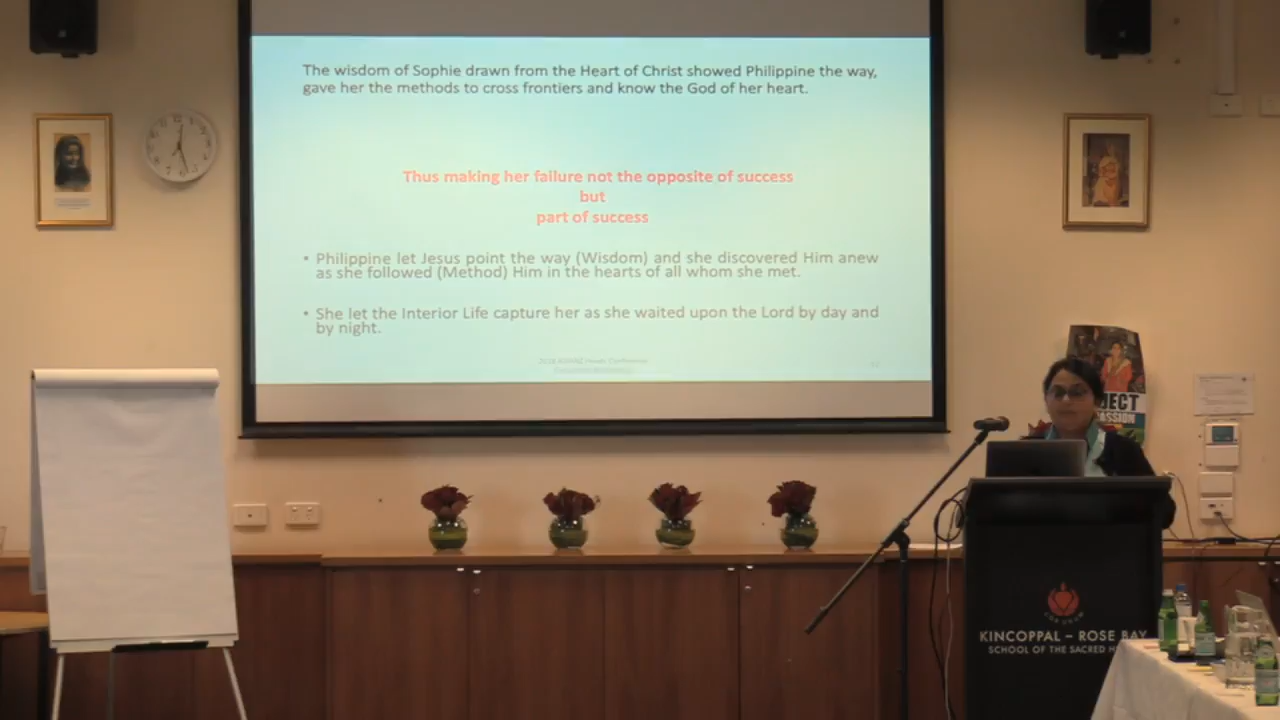 The wisdom of Sophie drawn from the Heart of Christ showed Philippine the way,
gave her the methods to cross frontiers and know the God of her heart.
Thus making her failure not the opposite of success
but
part of success
• Philippine let Jesus point the way (Wisdom) and she discovered Him anew
as she followed (Method) Him in the hearts of all whom she met.
• She let the Interior Life capture her as she waited upon the Lord by day and
by night.
KINCOPPAL – ROSE BAY
SCHOOL OF THE SACRED